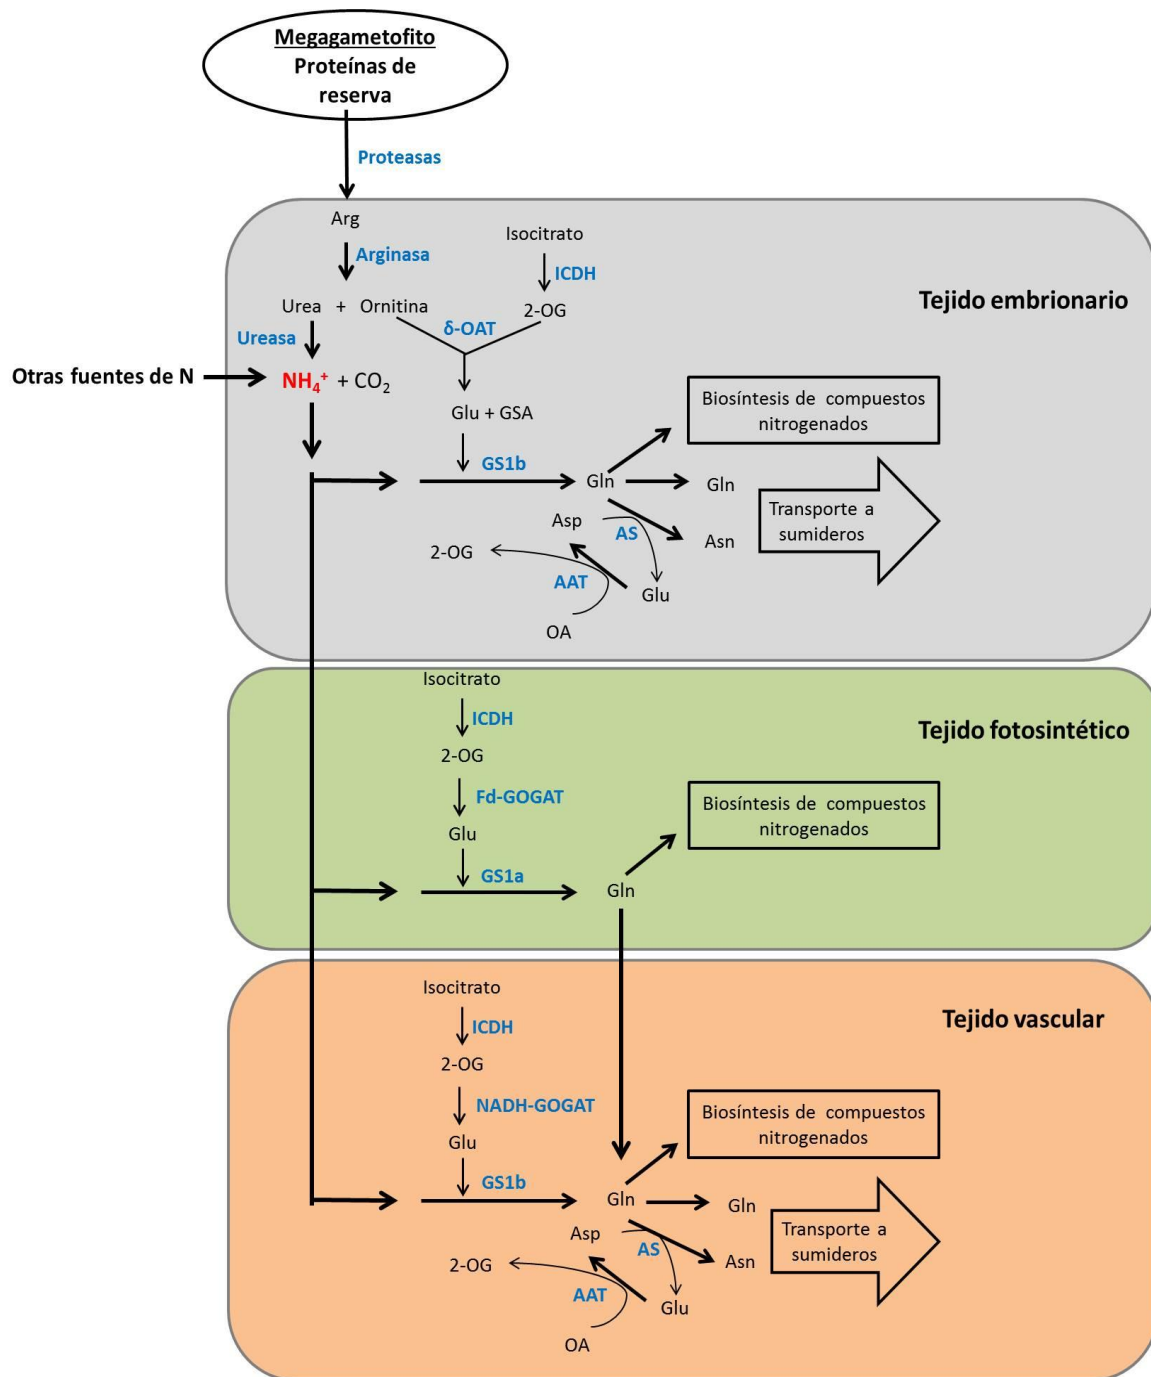 Megagametofito
Proteínas de
reserva
Proteasas
Arg
Arginasa
Isocitrato
ICDH
Tejido embrionario
Urea + Ornitina
2-OG
δ-OAT
Ureasa
Otras fuentes de N
NH₄⁺ + CO₂
Glu + GSA
Biosíntesis de compuestos
nitrogenados
GS1b
Gln
Gln
Transporte a
sumideros
Asp
AS
Asn
2-OG
AAT
Glu
OA
Isocitrato
ICDH
Tejido fotosintético
2-OG
Fd-GOGAT
Biosíntesis de compuestos
nitrogenados
Glu
GS1a
Gln
Isocitrato
ICDH
Tejido vascular
2-OG
NADH-GOGAT
Biosíntesis de compuestos
nitrogenados
Glu
GS1b
Gln
Gln
Transporte a
sumideros
Asp
AS
Asn
2-OG
AAT
Glu
OA